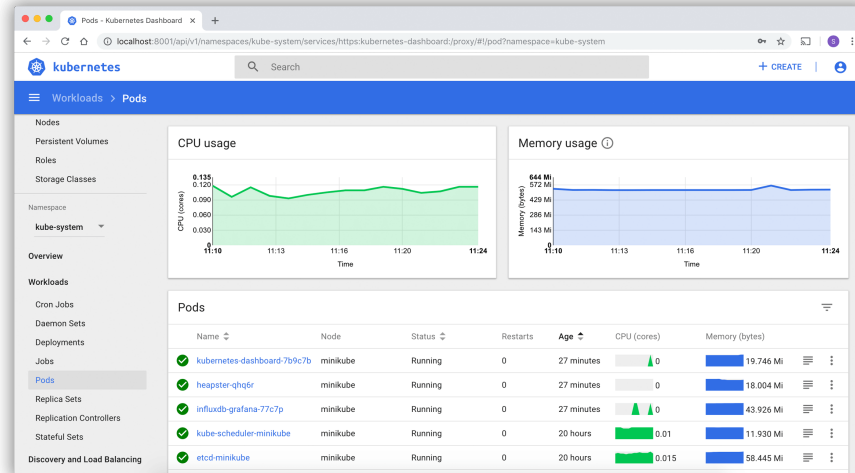 Pods - Kubernetes Dashboard
localhost:8001/api/v1/namespaces/kube-system/services/https:kubernetes-dashboard:/proxy/#!/pod?namespace=kube-system
S
kubernetes
Search
+ CREATE
Workloads > Pods
Nodes
Persistent Volumes
Roles
Storage Classes
Namespace
kube-system
Overview
Workloads
Cron Jobs
Daemon Sets
Deployments
Jobs
Pods
Replica Sets
Replication Controllers
Stateful Sets
Discovery and Load Balancing
CPU usage
CPU (cores)
0.135
0.120
0.090
0.060
0.030
0
11:10 11:13 11:16 11:20 11:24
Time
Memory usage
Memory (bytes)
644 Mi
572 Mi
429 Mi
286 Mi
143 Mi
0
11:10 11:13 11:16 11:20 11:24
Time
Pods
Name Node Status Restarts Age CPU (cores) Memory (bytes)
kubernetes-dashboard-7b9c7b minikube Running 0 27 minutes 0 19.746 Mi
heapster-qhq6r minikube Running 0 27 minutes 0 18.004 Mi
influxdb-grafana-77c7p minikube Running 0 27 minutes 0 43.926 Mi
kube-scheduler-minikube minikube Running 0 20 hours 0.01 11.930 Mi
etcd-minikube minikube Running 0 20 hours 0.015 58.445 Mi